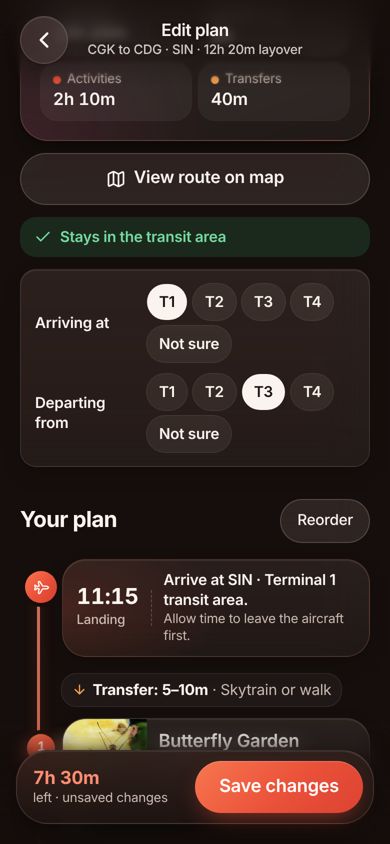 Edit plan
CGK to CDG · SIN · 12h 20m layover
Activities
2h 10m
Transfers
40m
View route on map
Stays in the transit area
Arriving at
T1
T2
T3
T4
Not sure
Departing
from
T1
T2
T3
T4
Not sure
Your plan
Reorder
11:15
Landing
Arrive at SIN · Terminal 1
transit area.
Allow time to leave the aircraft
first.
Transfer: 5–10m · Skytrain or walk
1
Butterfly Garden
7h 30m
left · unsaved changes
Save changes